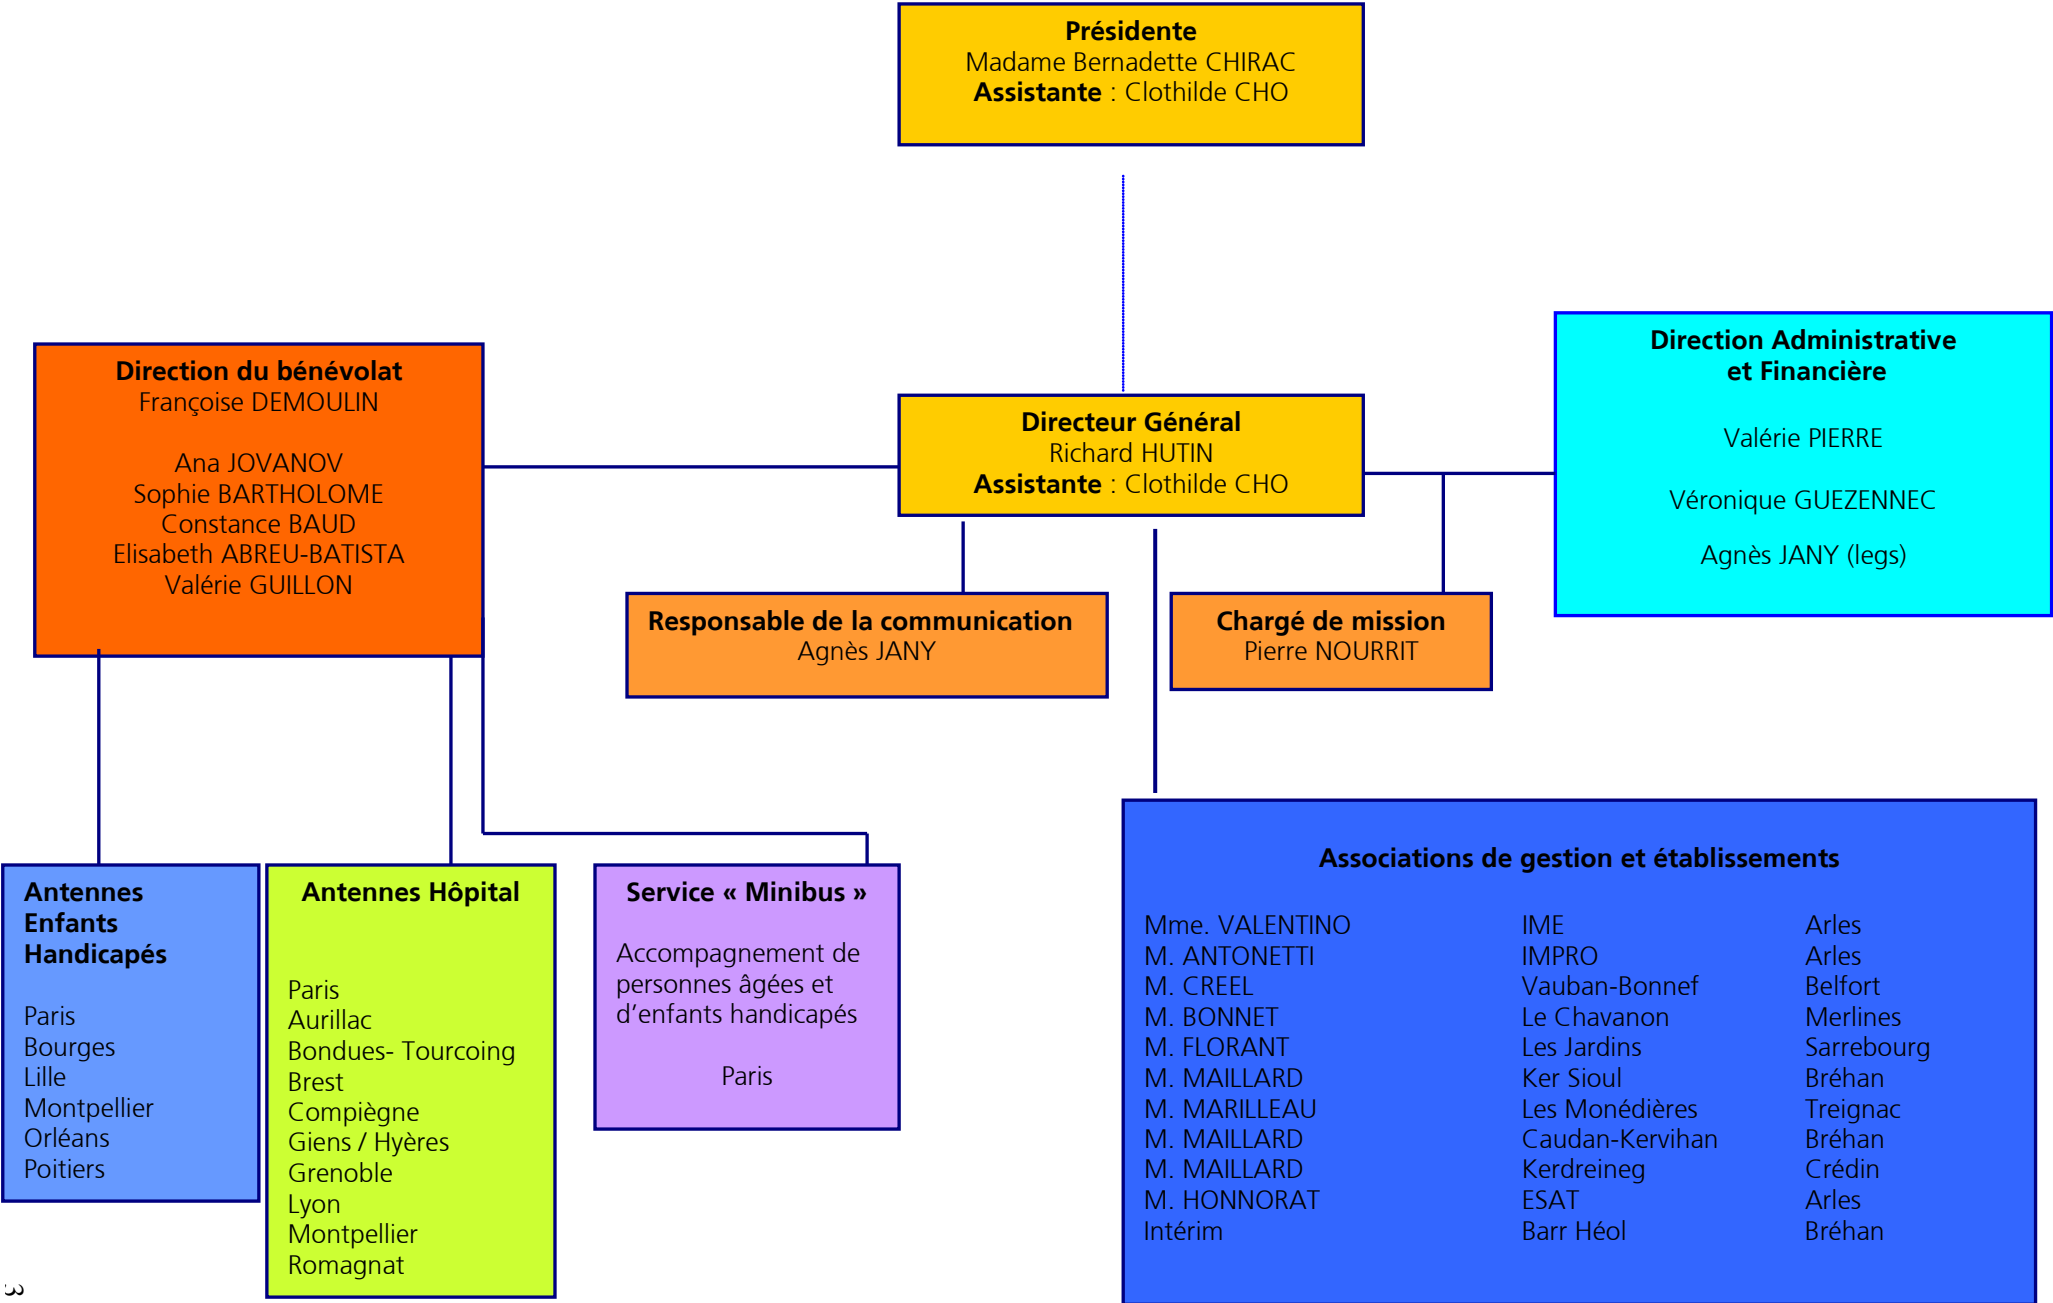 Présidente
Madame Bernadette CHIRAC
Assistante : Clothilde CHO
Direction du bénévolat
Françoise DEMOULIN
Ana JOVANOV
Sophie BARTHOLOME
Constance BAUD
Elisabeth ABREU-BATISTA
Valérie GUILLON
Directeur Général
Richard HUTIN
Assistante : Clothilde CHO
Direction Administrative
et Financière
Valérie PIERRE
Véronique GUEZENNEC
Agnès JANY (legs)
Responsable de la communication
Agnès JANY
Chargé de mission
Pierre NOURRIT
Antennes
Enfants
Handicapés
Paris
Bourges
Lille
Montpellier
Orléans
Poitiers
Antennes Hôpital
Paris
Aurillac
Bondues- Tourcoing
Brest
Compiègne
Giens / Hyères
Grenoble
Lyon
Montpellier
Romagnat
Service « Minibus »
Accompagnement de
personnes âgées et
d’enfants handicapés
Paris
Associations de gestion et établissements
Mme. VALENTINO IME Arles
M. ANTONETTI IMPRO Arles
M. CREEL Vauban-Bonnef Belfort
M. BONNET Le Chavanon Merlines
M. FLORANT Les Jardins Sarrebourg
M. MAILLARD Ker Sioul Bréhan
M. MARILLEAU Les Monédières Treignac
M. MAILLARD Caudan-Kervihan Bréhan
M. MAILLARD Kerdreineg Crédin
M. HONNORAT ESAT Arles
Intérim Barr Héol Bréhan
3